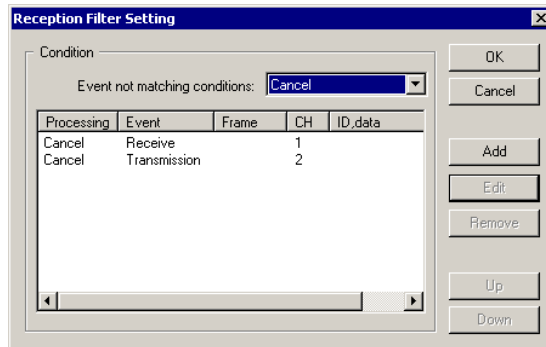 Reception Filter Setting
Condition
Event not matching conditions: Cancel
Processing Event Frame CH ID,data
Cancel Receive 1
Cancel Transmission 2
OK
Cancel
Add
Edit
Remove
Up
Down